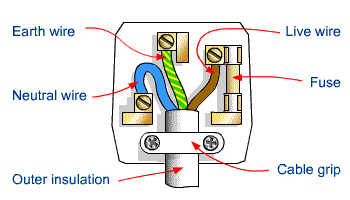 Earth wire
Live wire
Neutral wire
Fuse
Outer insulation
Cable grip